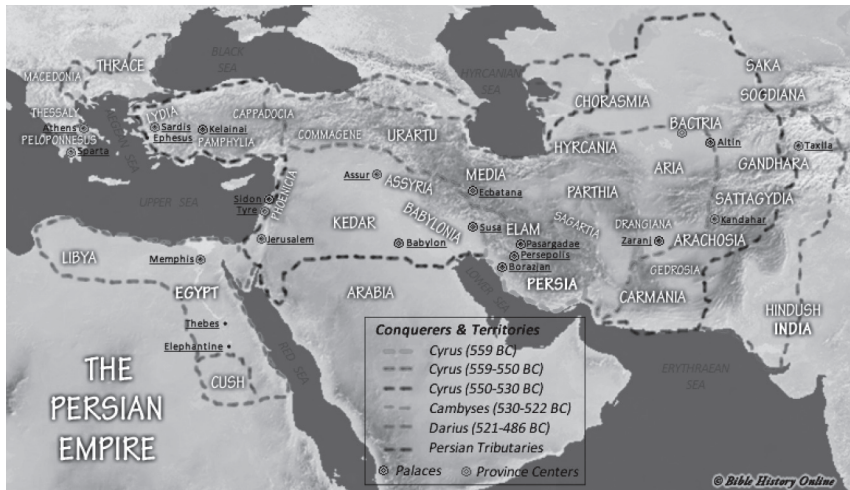 THRACE
BLACK
SEA
MACEDONIA
HYRCANIAN
SEA
SAKA
CHORASMIA
SOGDIANA
THESSALY
LYDIA
CAPPADOCIA
Athens
AEGEAN SEA
Sardis
Kelainai
Ephesus
PELOPONNESUS
PAMPHYLIA
Sparta
COMMAGENE
URARTU
HYRCANIA
BACTRIA
Altin
Taxila
GANDHARA
ARIA
Assur
ASSYRIA
MEDIA
Ecbatana
PARTHIA
SATTAGYDIA
Sidon
Tyre
PHOENICIA
UPPER SEA
KEDAR
BABYLONIA
Susa
ELAM
SAGARTIA
DRANGIANA
Kandahar
Jerusalem
Babylon
Pasargadae
Zaranj
ARACHOSIA
Persepolis
LIBYA
Memphis
Borazjan
GEDROSIA
EGYPT
ARABIA
LOWER SEA
PERSIA
CARMANIA
HINDUSH
INDIA
Thebes
Elephantine
RED SEA
CUSH
ERYTHRAEAN
SEA
THE
PERSIAN
EMPIRE
Conquerers & Territories
Cyrus (559 BC)
Cyrus (559-550 BC)
Cyrus (550-530 BC)
Cambyses (530-522 BC)
Darius (521-486 BC)
Persian Tributaries
Palaces
Province Centers
© Bible History Online